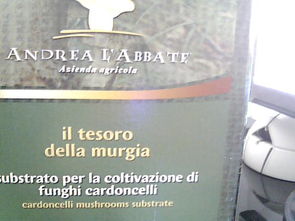 ANDREA L'ABBATE
Azienda agricola
il tesoro
della murgia
substrato per la coltivazione di
funghi cardoncelli
cardoncelli mushrooms substrate